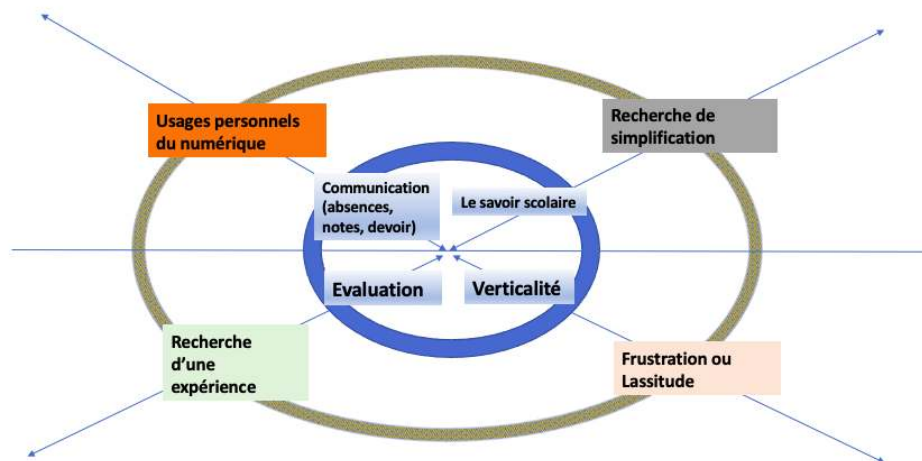 Usages personnels
du numérique
Recherche de
simplification
Communication
(absences,
notes, devoir)
Le savoir scolaire
Evaluation
Verticalité
Recherche
d’une
expérience
Frustration ou
Lassitude